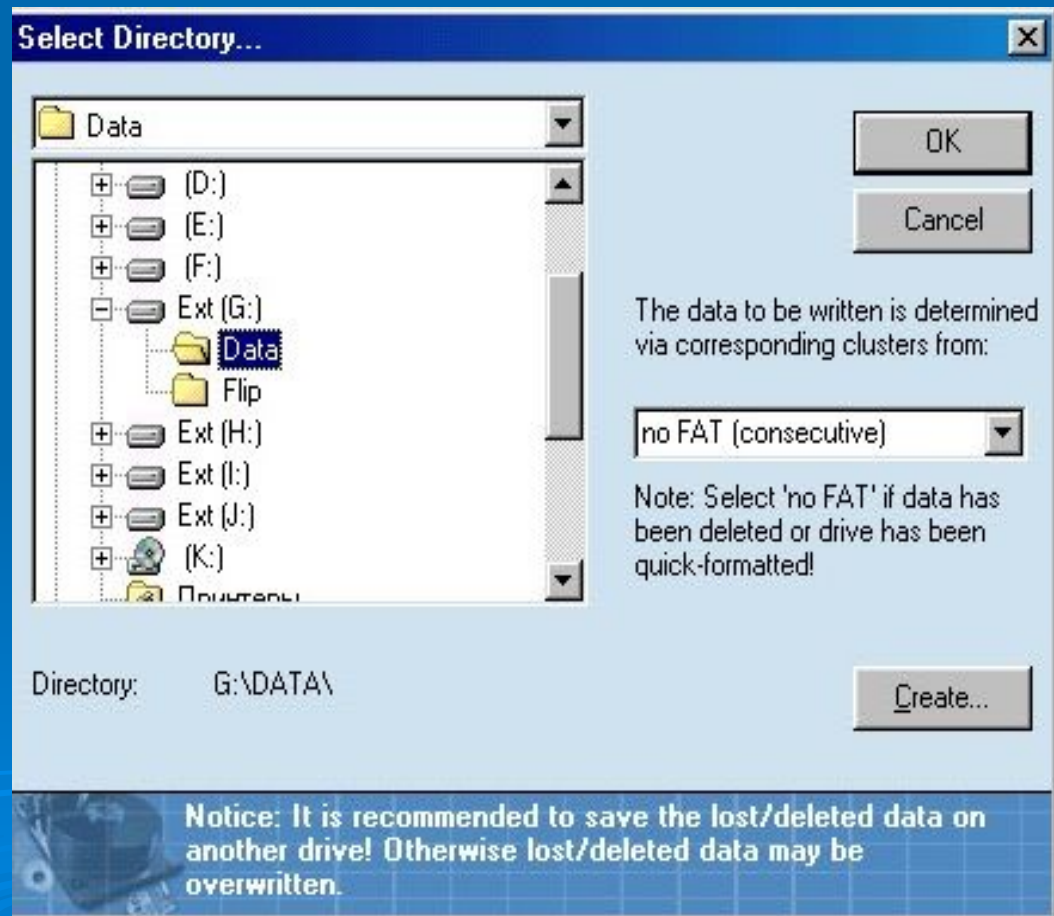 Select Directory...
Data
OK
(D:)
(E:)
Cancel
(F:)
Ext (G:)
The data to be written is determined
via corresponding clusters from:
Data
Flip
Ext (H:)
no FAT (consecutive)
Ext (I:)
Note: Select 'no FAT' if data has
been deleted or drive has been
quick-formatted!
Ext (J:)
(K:)
Принтеры
Directory: G:\DATA\
Create...
Notice: It is recommended to save the lost/deleted data on
another drive! Otherwise lost/deleted data may be
overwritten.